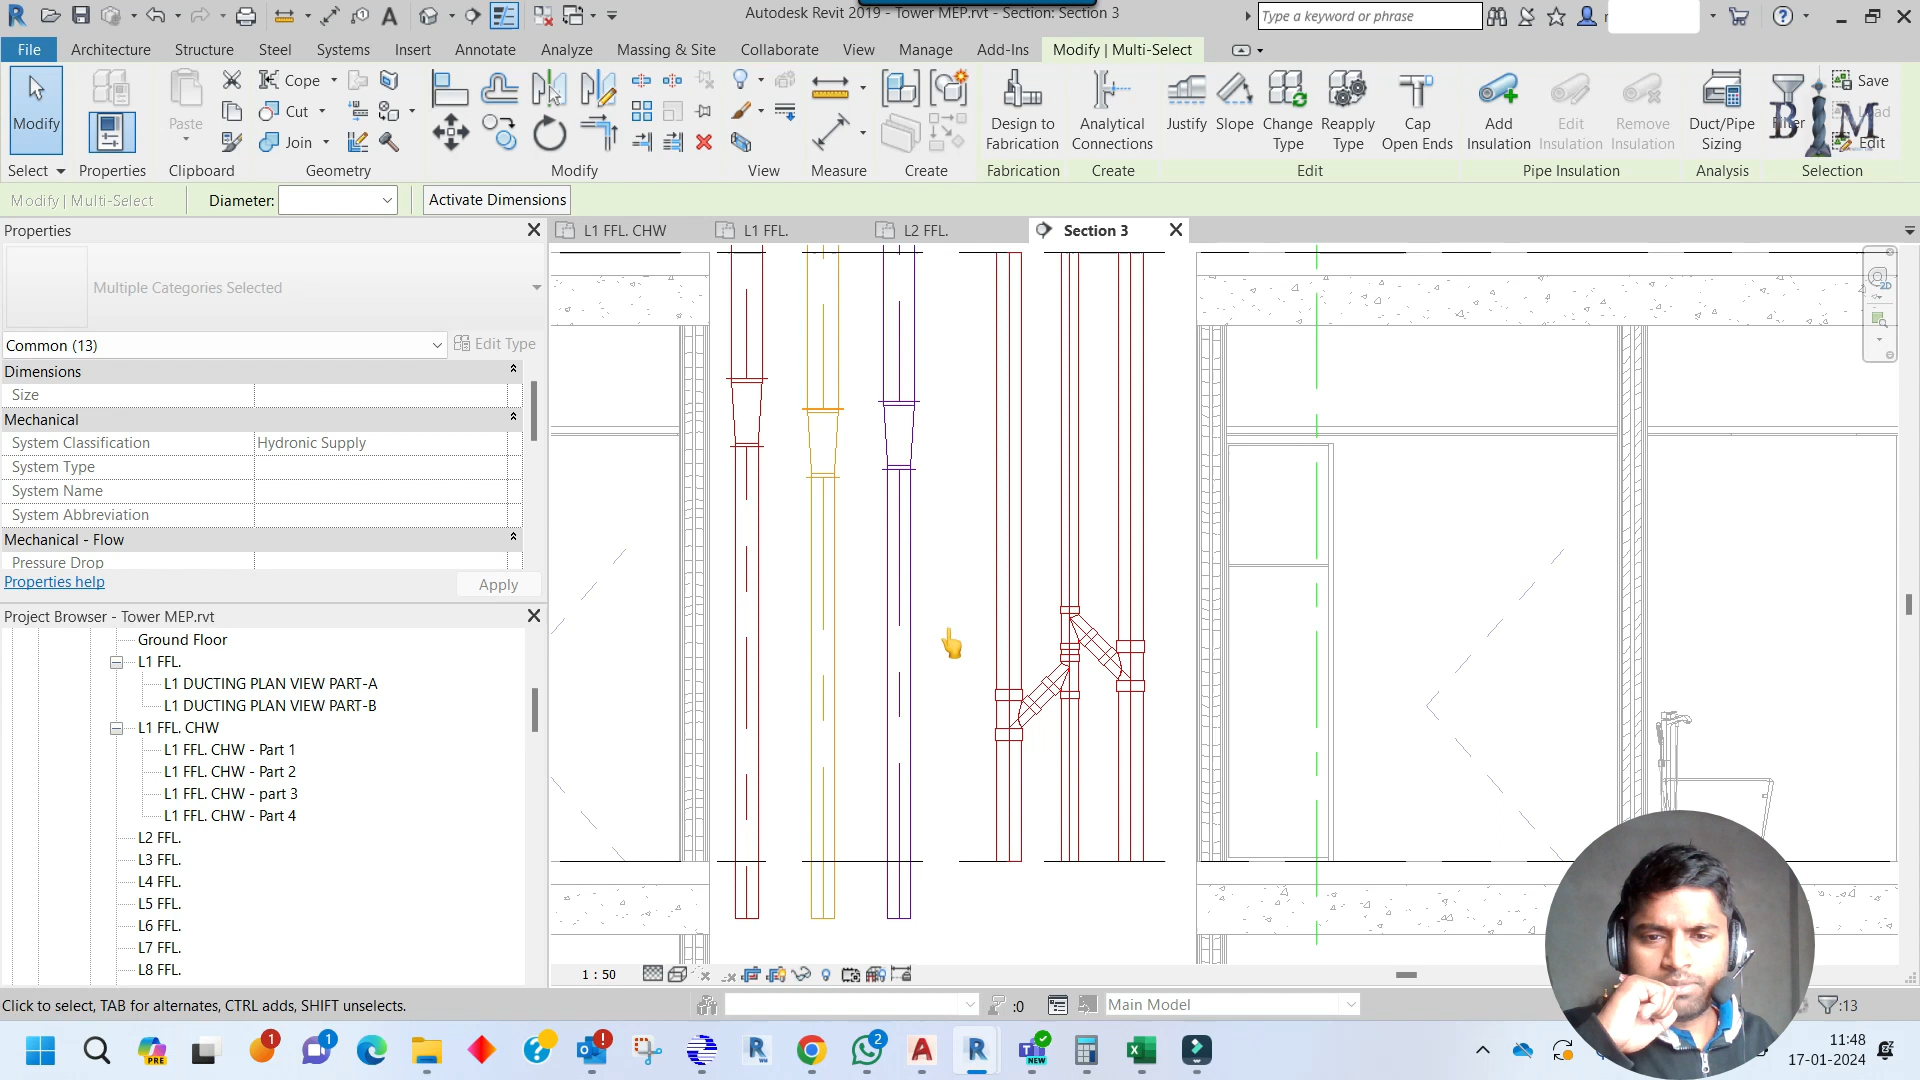 Autodesk Revit 2019 - Tower MEP.rvt - Section: Section 3
Type a keyword or phrase
File Architecture Structure Steel Systems Insert Annotate Analyze Massing & Site Collaborate View Manage Add-Ins Modify | Multi-Select
Modify
Paste
Cope
Cut
Join
Design to
Fabrication
Analytical
Connections
Justify
Slope
Change
Type
Reapply
Type
Cap
Open Ends
Add
Insulation
Edit
Insulation
Remove
Insulation
Duct/Pipe
Sizing
Filter
Save
Load
Edit
B M
Select Properties Clipboard Geometry Modify View Measure Create Fabrication Create Edit Pipe Insulation Analysis Selection
Modify | Multi-Select Diameter: Activate Dimensions
Properties
Multiple Categories Selected
Common (13) Edit Type
Dimensions
Size
Mechanical
System Classification Hydronic Supply
System Type
System Name
System Abbreviation
Mechanical - Flow
Pressure Drop
Properties help Apply
L1 FFL. CHW L1 FFL. L2 FFL. Section 3
2D
Project Browser - Tower MEP.rvt
Ground Floor
L1 FFL.
L1 DUCTING PLAN VIEW PART-A
L1 DUCTING PLAN VIEW PART-B
L1 FFL. CHW
L1 FFL. CHW - Part 1
L1 FFL. CHW - Part 2
L1 FFL. CHW - part 3
L1 FFL. CHW - Part 4
L2 FFL.
L3 FFL.
L4 FFL.
L5 FFL.
L6 FFL.
L7 FFL.
L8 FFL.
1 : 50
Click to select, TAB for alternates, CTRL adds, SHIFT unselects.
:0
Main Model
:13
PRE
1
1
2
NEW
11:48
17-01-2024